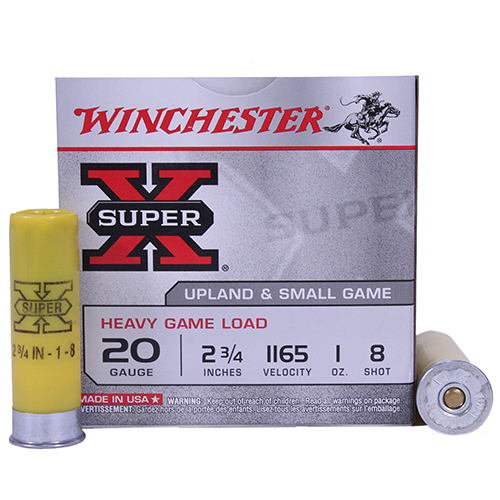 WINCHESTER
X
SUPER
®
SUPER
UPLAND & SMALL GAME
HEAVY GAME LOAD
20 2 3/4 1165 1 8
GAUGE INCHES VELOCITY OZ. SHOT
MADE IN USA ★
WARNING: Keep out of reach of children. Read all warnings on package.
AVERTISSEMENT: Gardez hors de la portée des enfants. Lisez tous les avertissements sur l'emballage.
X
SUPER
2 3/4 IN - 1 - 8